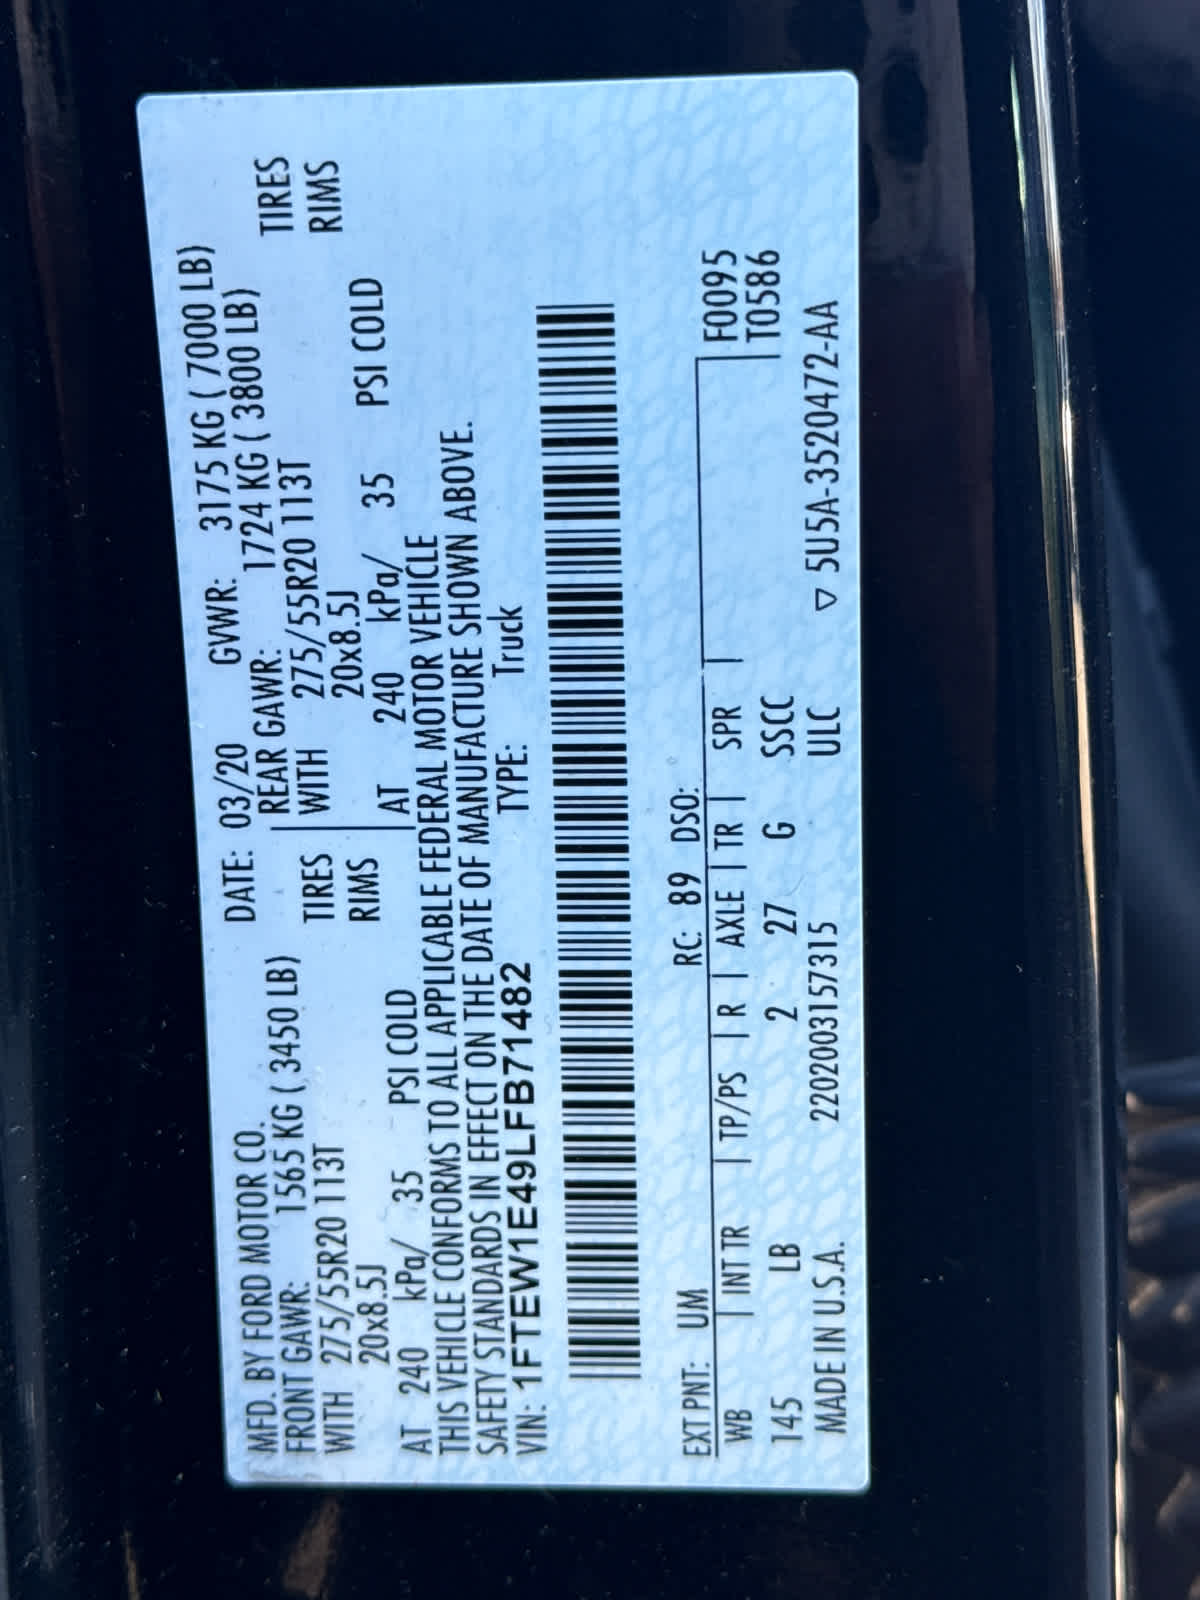 MFD. BY FORD MOTOR CO. DATE: 03/20 GVWR: 3175 KG ( 7000 LB)
FRONT GAWR: 1565 KG ( 3450 LB) REAR GAWR: 1724 KG ( 3800 LB)
WITH 275/55R20 113T TIRES WITH 275/55R20 113T TIRES
20x8.5J RIMS 20x8.5J RIMS
AT 240 kPa/ 35 PSI COLD AT 240 kPa/ 35 PSI COLD
THIS VEHICLE CONFORMS TO ALL APPLICABLE FEDERAL MOTOR VEHICLE
SAFETY STANDARDS IN EFFECT ON THE DATE OF MANUFACTURE SHOWN ABOVE.
VIN: 1FTEW1E49LFB71482 TYPE: Truck
EXT PNT: UM RC: 89 DSO: F0095
WB | INT TR | TP/PS | R | AXLE | TR | SPR | T0586
145 LB 2 27 G SSCC
MADE IN U.S.A. 220200315​7315 ULC ▽ 5U5A-3520472-AA